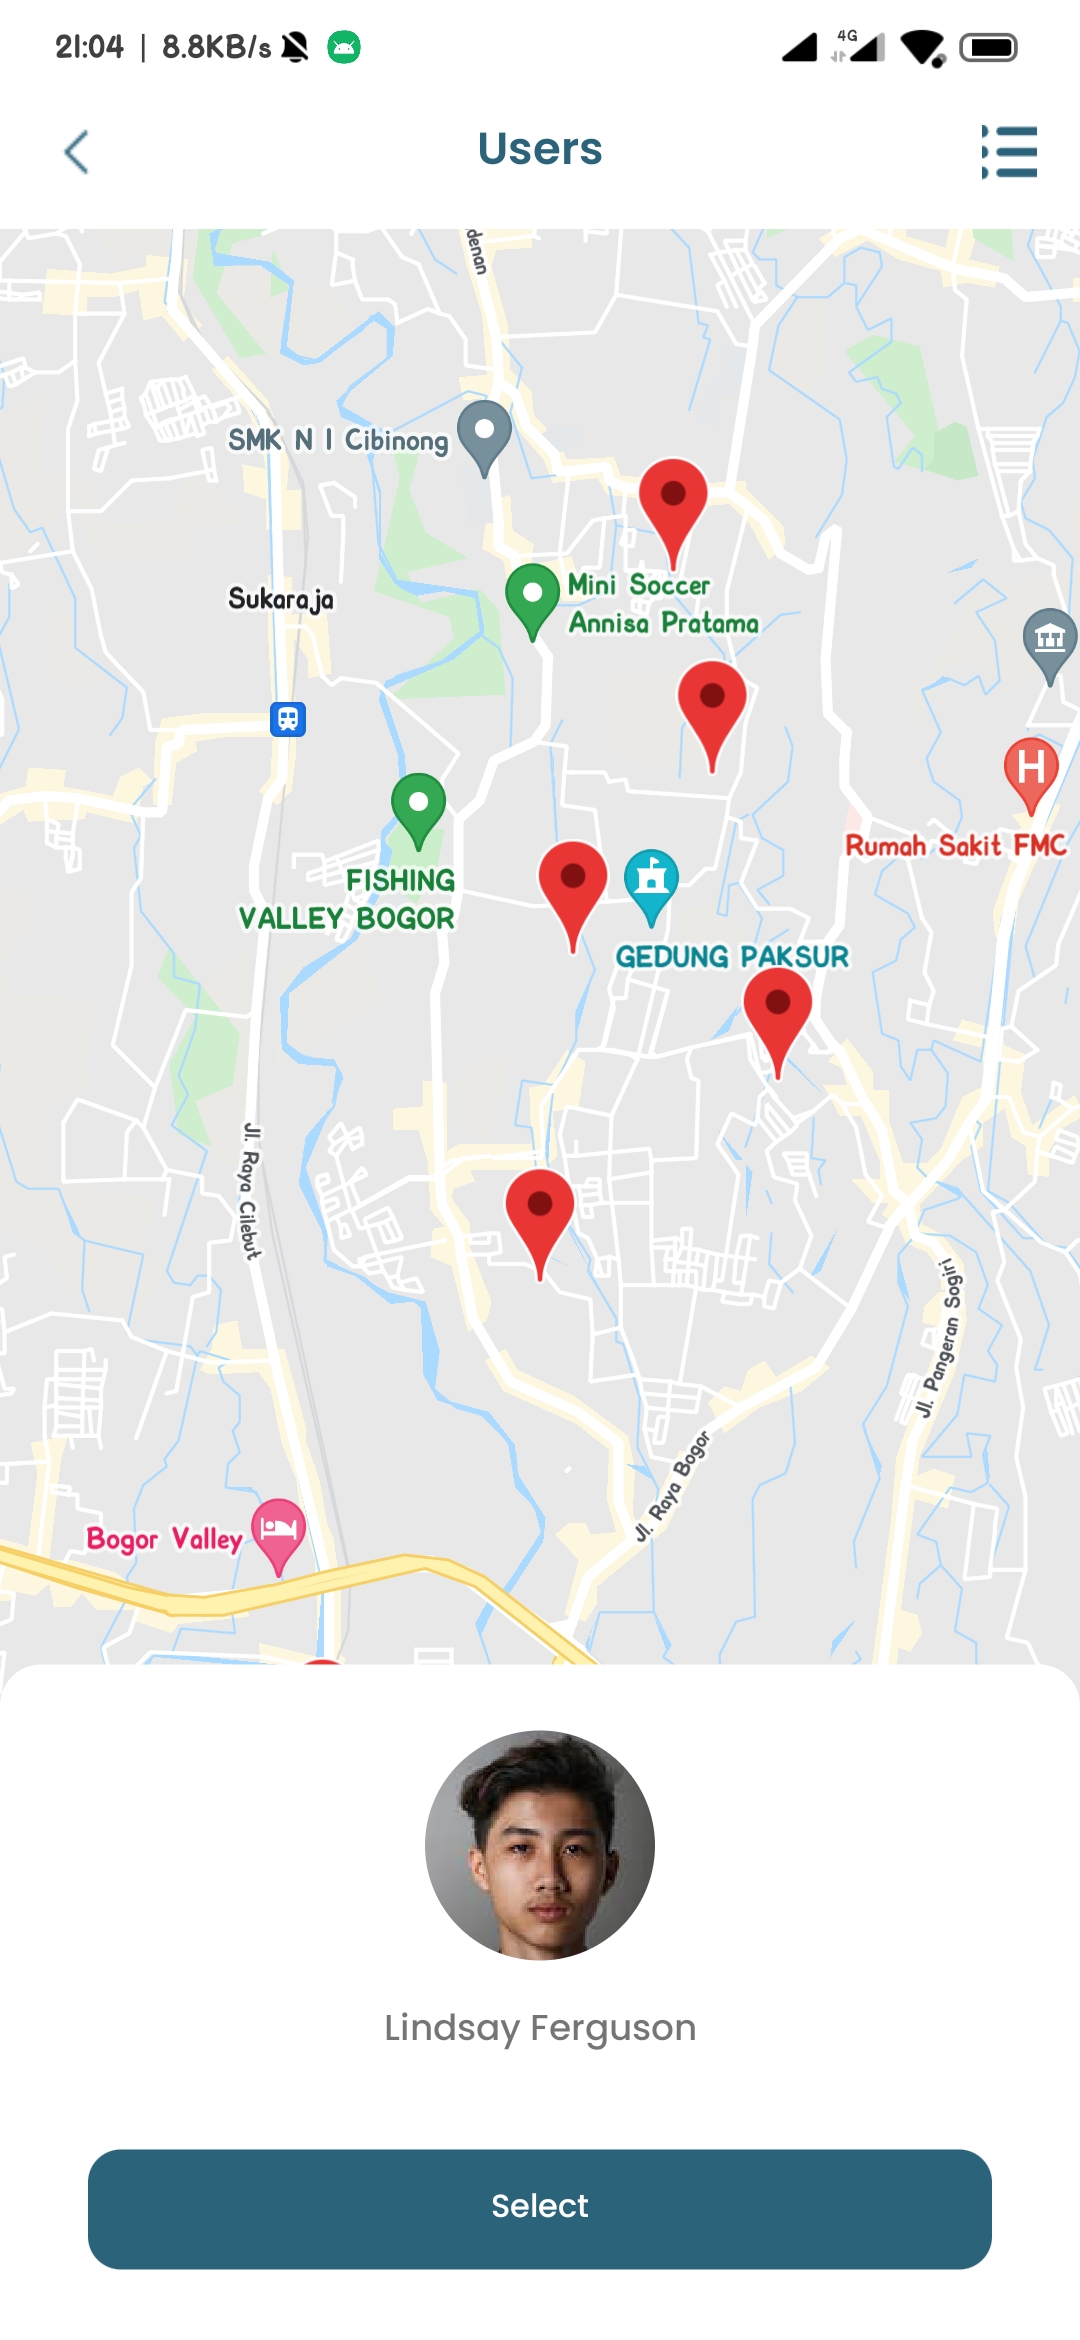 21:04 | 8.8KB/s
4G
Users
denan
SMK N 1 Cibinong
Mini Soccer
Annisa Pratama
Sukaraja
H
Rumah Sakit FMC
FISHING
VALLEY BOGOR
GEDUNG PAKSUR
Jl. Raya Cilebut
Jl. Pangeran Sogiri
Jl. Raya Bogor
Bogor Valley
Lindsay Ferguson
Select